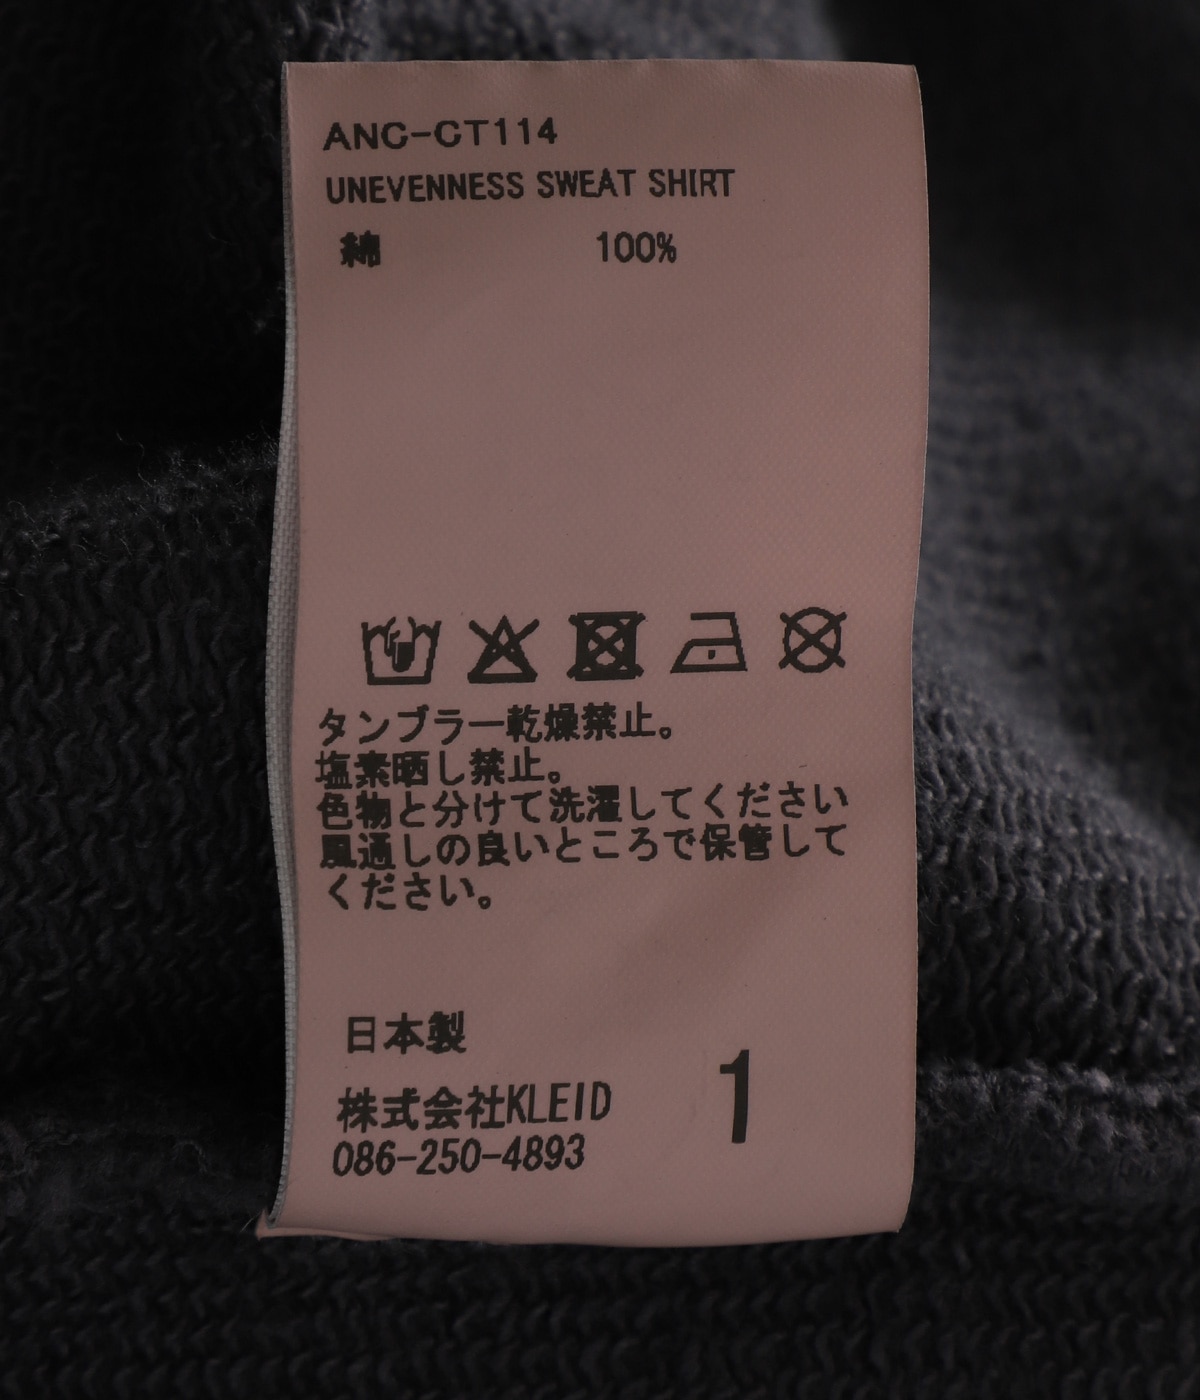 ANC-CT114
UNEVENNESS SWEAT SHIRT
綿 100%
タンブラー乾燥禁止。
塩素晒し禁止。
色物と分けて洗濯してください
風通しの良いところで保管して
ください。
日本製
株式会社KLEID
086-250-4893
1